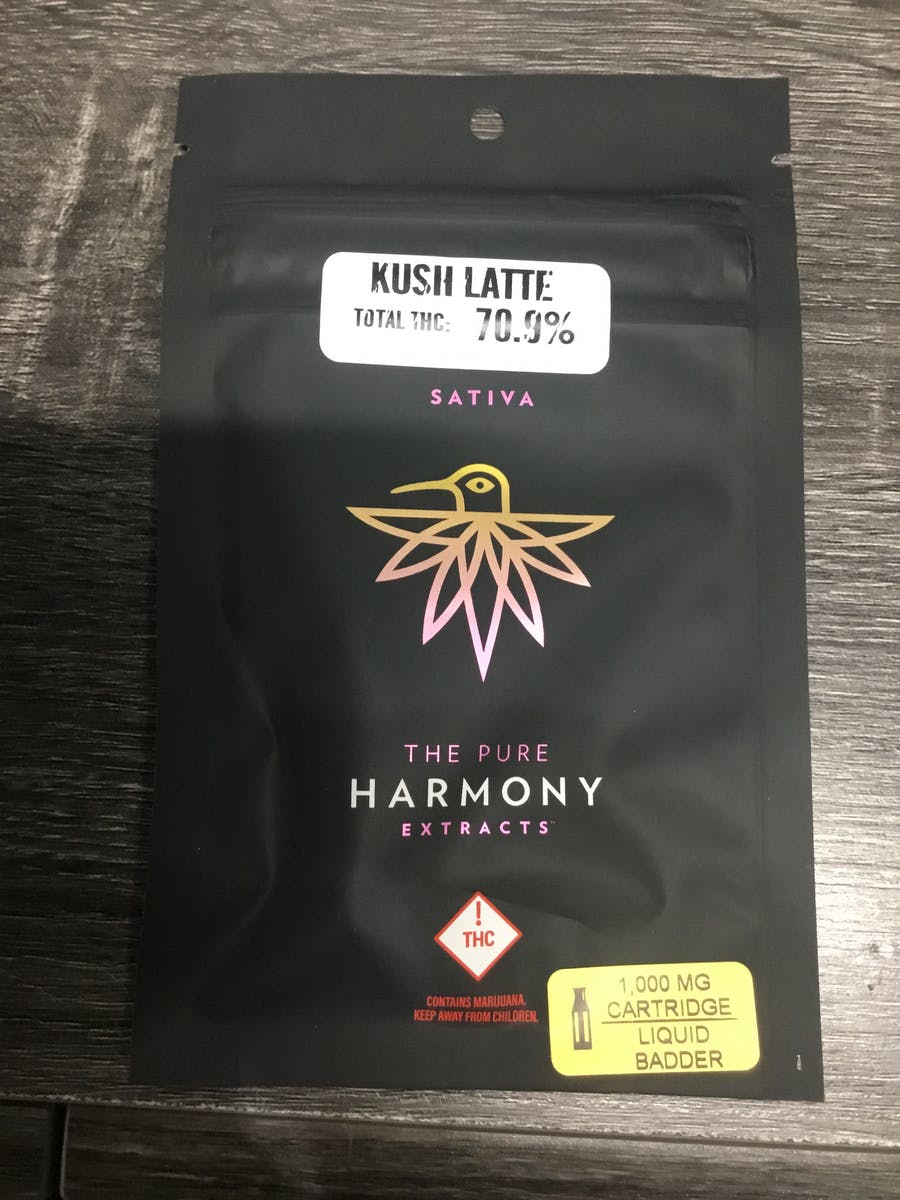 KUSH LATTE
TOTAL THC: 70.9%
SATIVA
THE PURE
HARMONY
EXTRACTS™
!
THC
CONTAINS MARIJUANA.
KEEP AWAY FROM CHILDREN.
1,000 MG
CARTRIDGE
LIQUID
BADDER